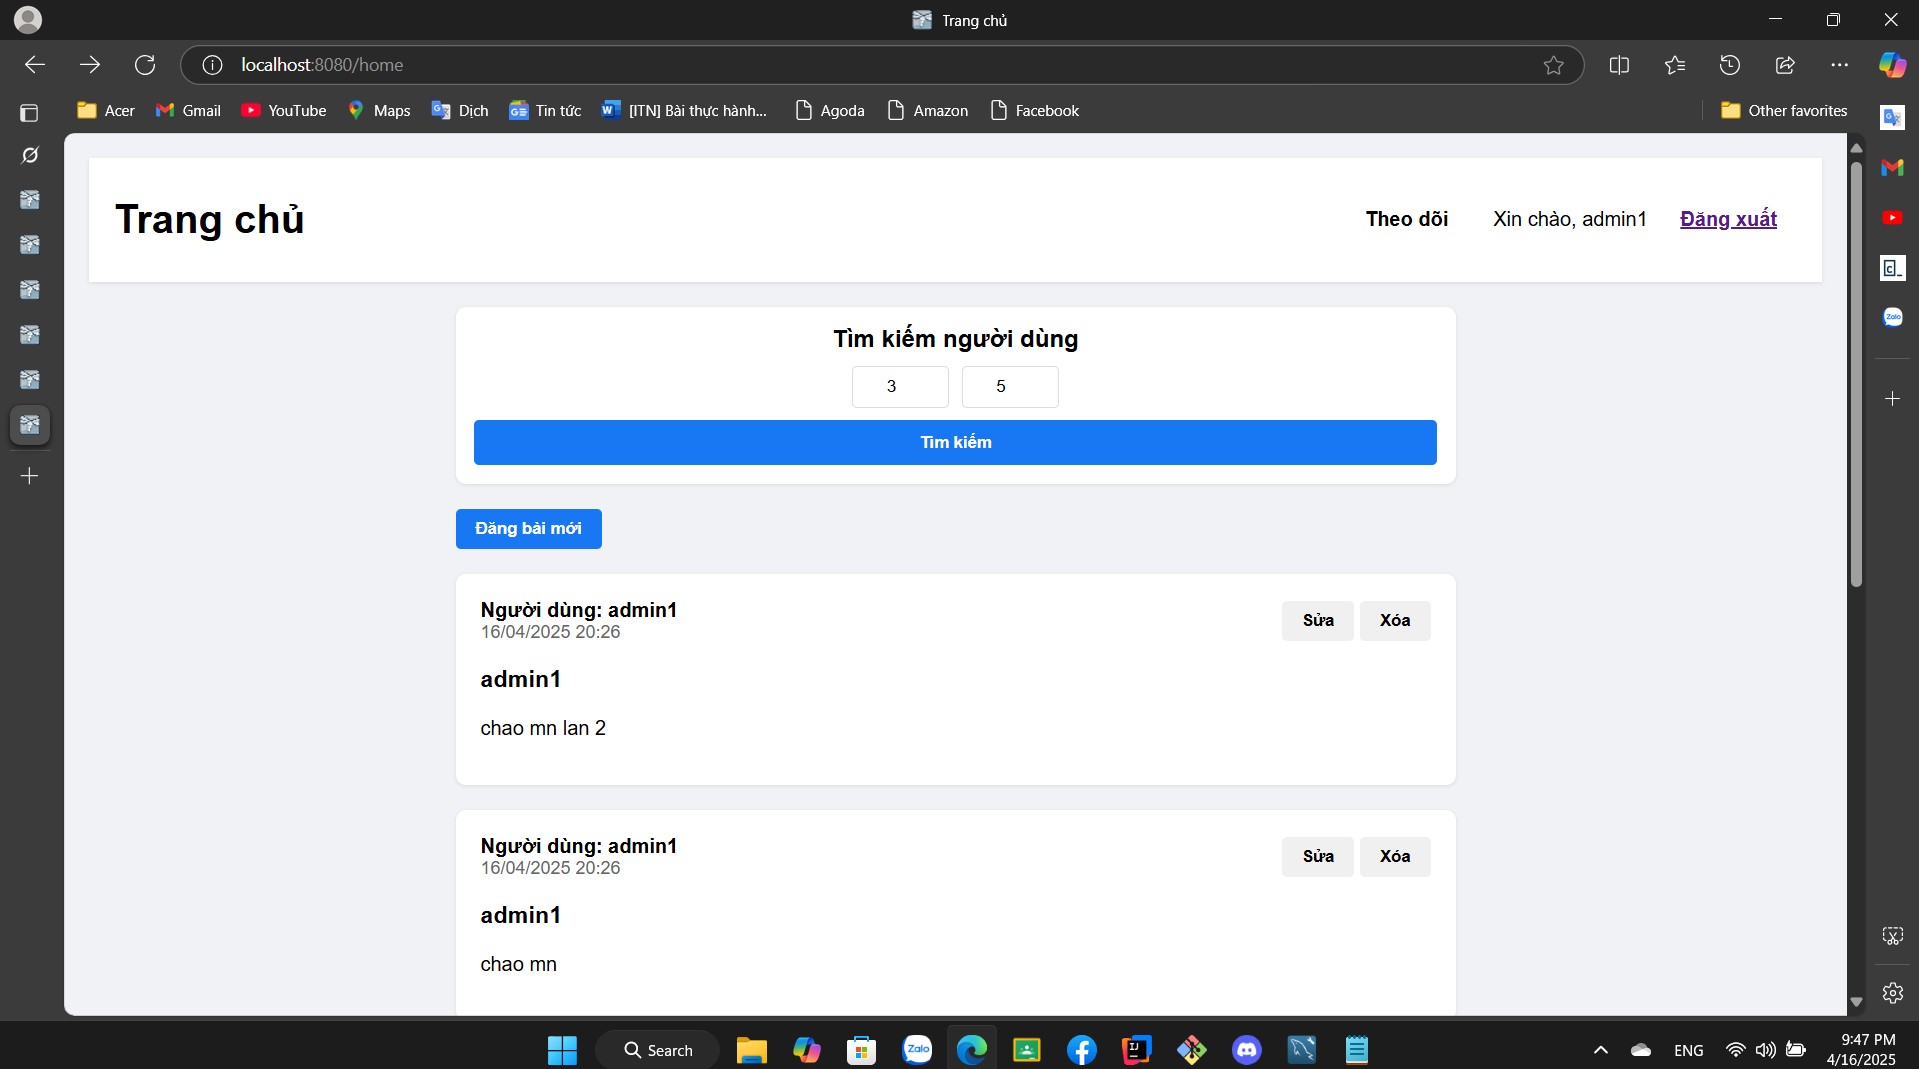 Trang chủ
localhost:8080/home
Acer
Gmail
YouTube
Maps
Dịch
Tin tức
[ITN] Bài thực hành...
Agoda
Amazon
Facebook
Other favorites
Trang chủ
Theo dõi
Xin chào, admin1
Đăng xuất
Tìm kiếm người dùng
3
5
Tìm kiếm
Đăng bài mới
Người dùng: admin1
16/04/2025 20:26
Sửa
Xóa
admin1
chao mn lan 2
Người dùng: admin1
16/04/2025 20:26
Sửa
Xóa
admin1
chao mn
Search
Zalo
ENG
9:47 PM
4/16/2025